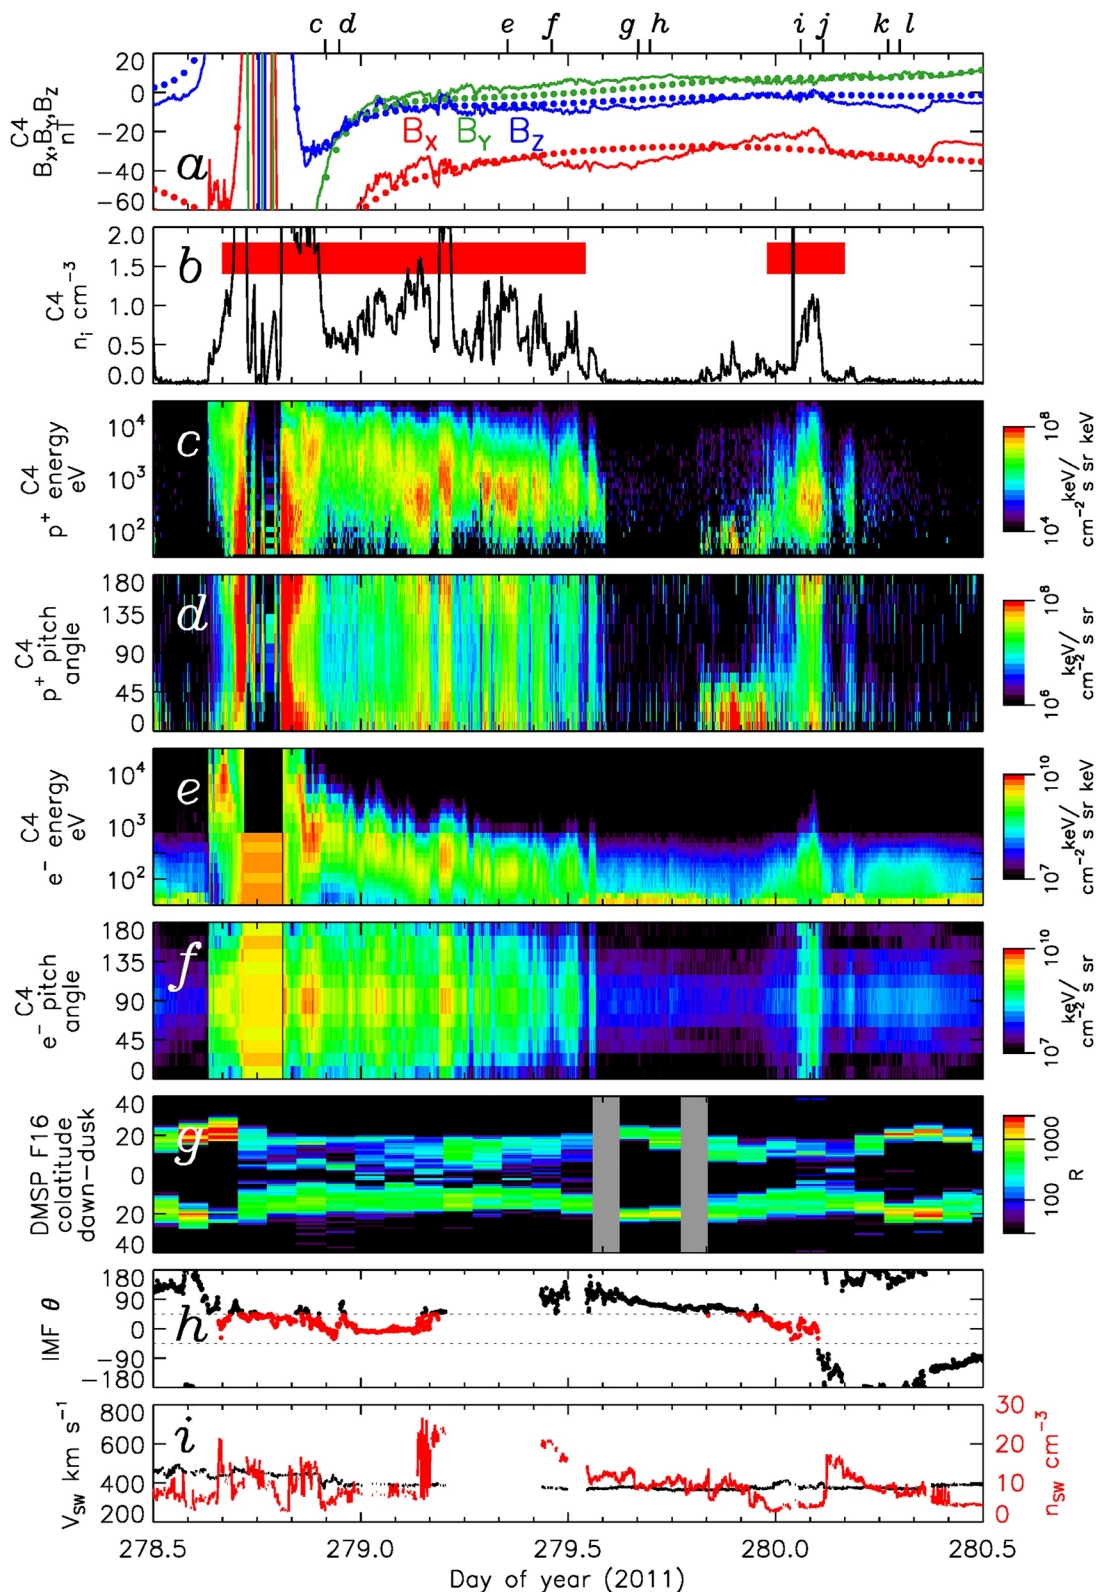 c d e f g h i j k l
C4
Bx, By, Bz
nT
20
0
−20
−40
−60
a
BX BY BZ
C4
ni cm−3
2.0
1.5
1.0
0.5
0.0
b
C4
p+ energy
eV
10^4
10^3
10^2
c
10^8
10^4
keV/
cm−2 s sr keV
C4
p+ pitch
angle
180
135
90
45
0
d
10^8
10^6
keV/
cm−2 s sr
C4
e− energy
eV
10^4
10^3
10^2
e
10^10
10^7
keV/
cm−2 s sr keV
C4
e− pitch
angle
180
135
90
45
0
f
10^10
10^7
keV/
cm−2 s sr
DMSP F16
colatitude
dawn−dusk
40
20
0
20
40
g
1000
100
R
IMF θ
180
90
0
−90
−180
h
VSW km s−1
800
600
400
200
i
30
20
10
0
nSW cm−3
278.5 279.0 279.5 280.0 280.5
Day of year (2011)